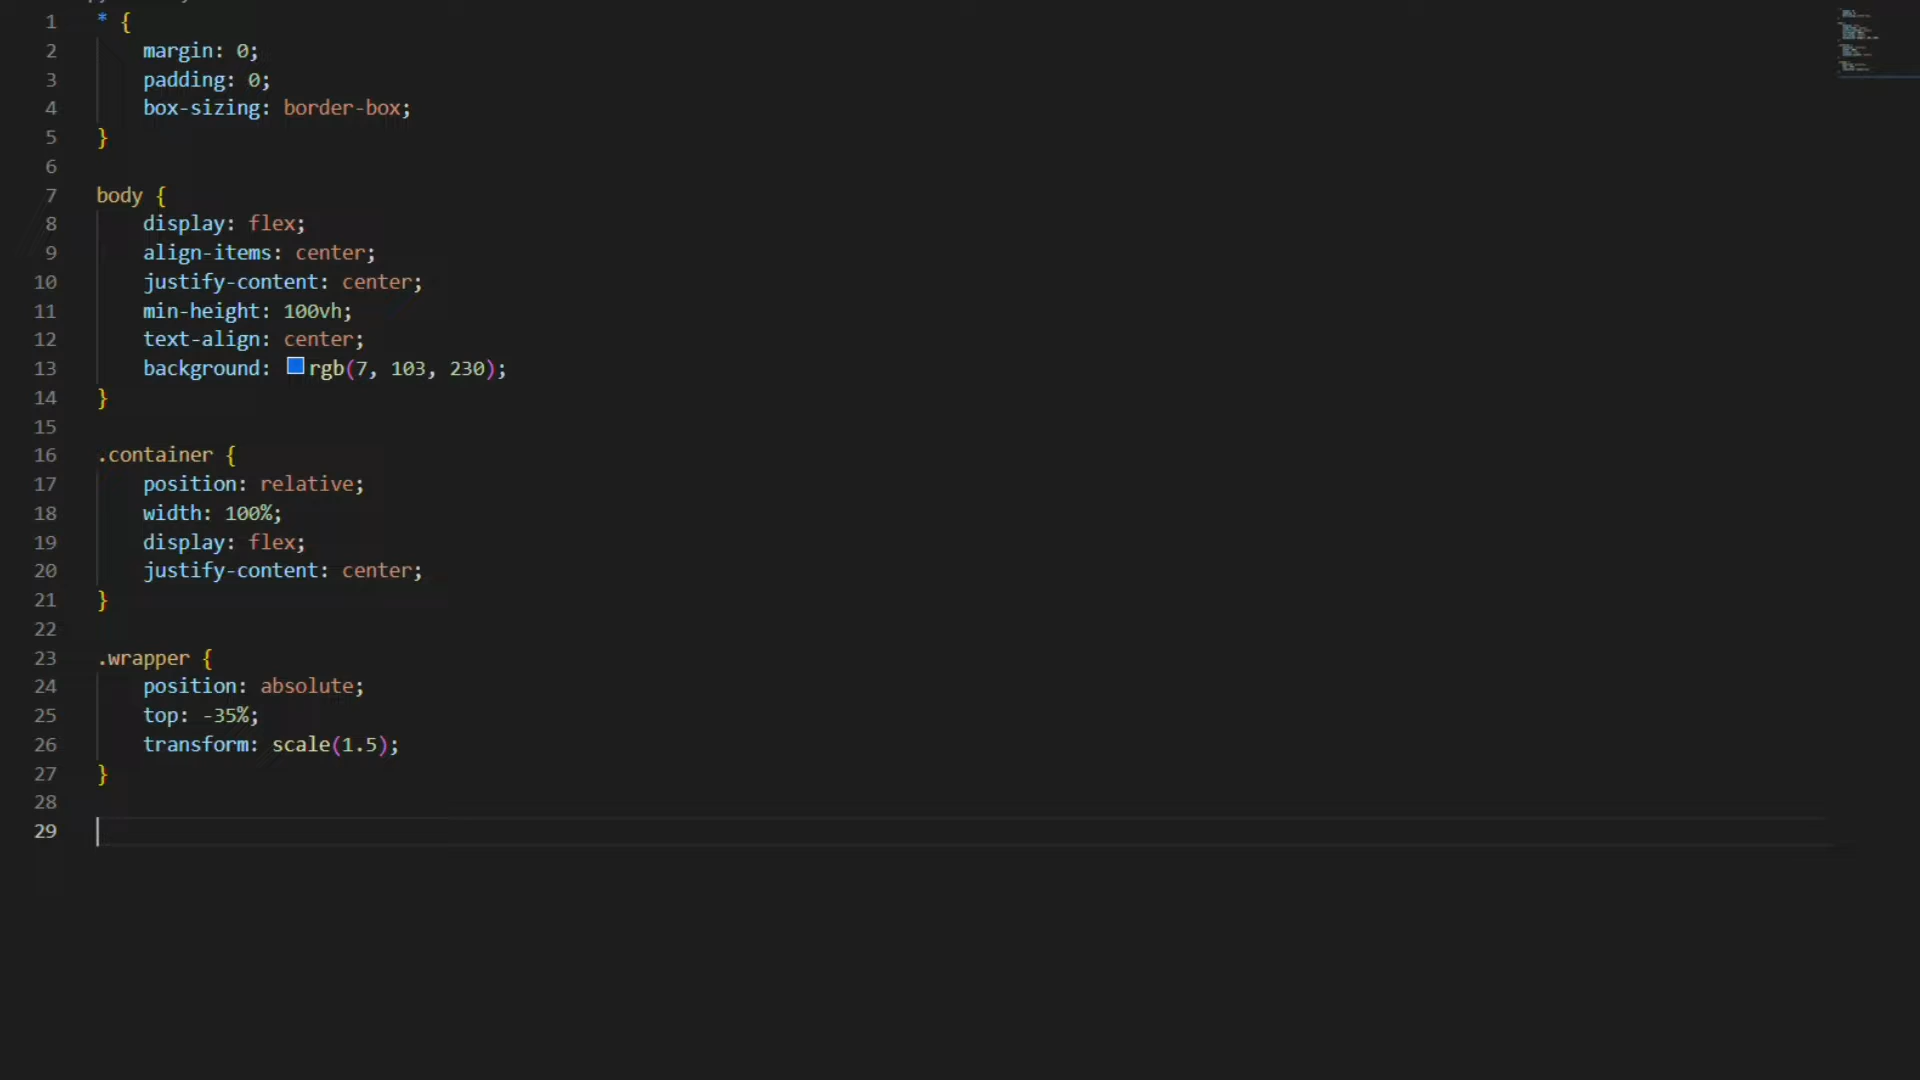 1 * {
2 margin: 0;
3 padding: 0;
4 box-sizing: border-box;
5 }
6
7 body {
8 display: flex;
9 align-items: center;
10 justify-content: center;
11 min-height: 100vh;
12 text-align: center;
13 background: rgb(7, 103, 230);
14 }
15
16 .container {
17 position: relative;
18 width: 100%;
19 display: flex;
20 justify-content: center;
21 }
22
23 .wrapper {
24 position: absolute;
25 top: -35%;
26 transform: scale(1.5);
27 }
28
29